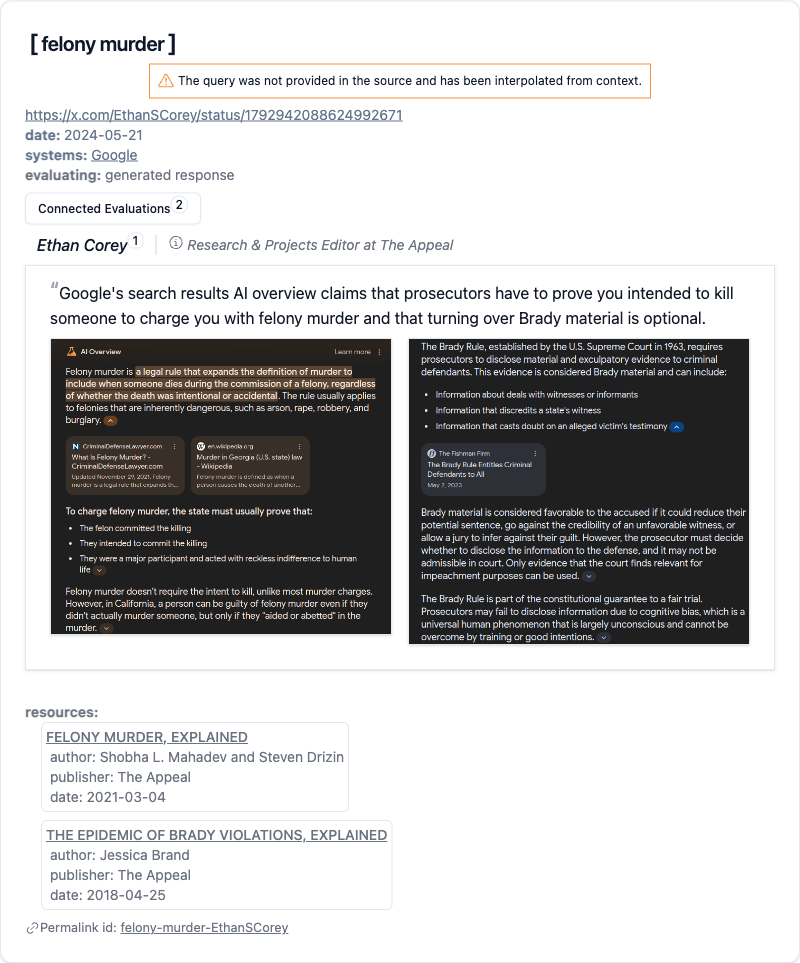 [ felony murder ]
The query was not provided in the source and has been interpolated from context.
https://x.com/EthanSCorey/status/1792942088624992671
date: 2024-05-21
systems: Google
evaluating: generated response
Connected Evaluations 2
Ethan Corey 1
Research & Projects Editor at The Appeal
“Google's search results AI overview claims that prosecutors have to prove you intended to kill
someone to charge you with felony murder and that turning over Brady material is optional.
AI Overview
Learn more
Felony murder is a legal rule that expands the definition of murder to
include when someone dies during the commission of a felony, regardless
of whether the death was intentional or accidental. The rule usually applies
to felonies that are inherently dangerous, such as arson, rape, robbery, and
burglary.
CriminalDefenseLawyer.com
What Is Felony Murder? -
CriminalDefenseLawyer.com
Updated November 29, 2021. Felony
murder is a legal rule that expands th...
en.wikipedia.org
Murder in Georgia (U.S. state) law
- Wikipedia
Felony murder is defined as when a
person causes the death of another...
To charge felony murder, the state must usually prove that:
• The felon committed the killing
• They intended to commit the killing
• They were a major participant and acted with reckless indifference to human
life
Felony murder doesn't require the intent to kill, unlike most murder charges.
However, in California, a person can be guilty of felony murder even if they
didn't actually murder someone, but only if they "aided or abetted" in the
murder.
The Brady Rule, established by the U.S. Supreme Court in 1963, requires
prosecutors to disclose material and exculpatory evidence to criminal
defendants. This evidence is considered Brady material and can include:
• Information about deals with witnesses or informants
• Information that discredits a state's witness
• Information that casts doubt on an alleged victim's testimony
The Fishman Firm
The Brady Rule Entitles Criminal
Defendants to All
May 2, 2023
Brady material is considered favorable to the accused if it could reduce their
potential sentence, go against the credibility of an unfavorable witness, or
allow a jury to infer against their guilt. However, the prosecutor must decide
whether to disclose the information to the defense, and it may not be
admissible in court. Only evidence that the court finds relevant for
impeachment purposes can be used.
The Brady Rule is part of the constitutional guarantee to a fair trial.
Prosecutors may fail to disclose information due to cognitive bias, which is a
universal human phenomenon that is largely unconscious and cannot be
overcome by training or good intentions.
resources:
FELONY MURDER, EXPLAINED
author: Shobha L. Mahadev and Steven Drizin
publisher: The Appeal
date: 2021-03-04
THE EPIDEMIC OF BRADY VIOLATIONS, EXPLAINED
author: Jessica Brand
publisher: The Appeal
date: 2018-04-25
Permalink id: felony-murder-EthanSCorey